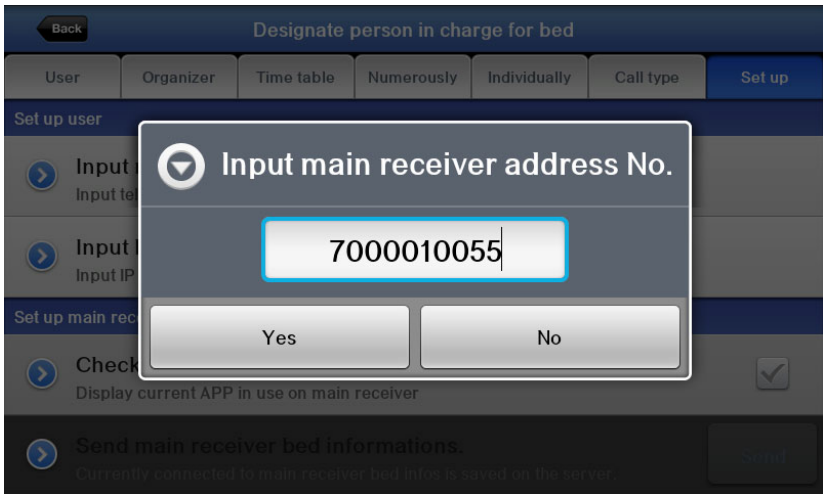 Back
Designate person in charge for bed
User
Organizer
Time table
Numerously
Individually
Call type
Set up
Set up user
Input
Input tel
Input
Input IP
Input main receiver address No.
7000010055
Yes
No
Set up main rec
Check
Display current APP in use on main receiver
Send main receiver bed informations.
Currently connected to main receiver bed infos is saved on the server.
Send